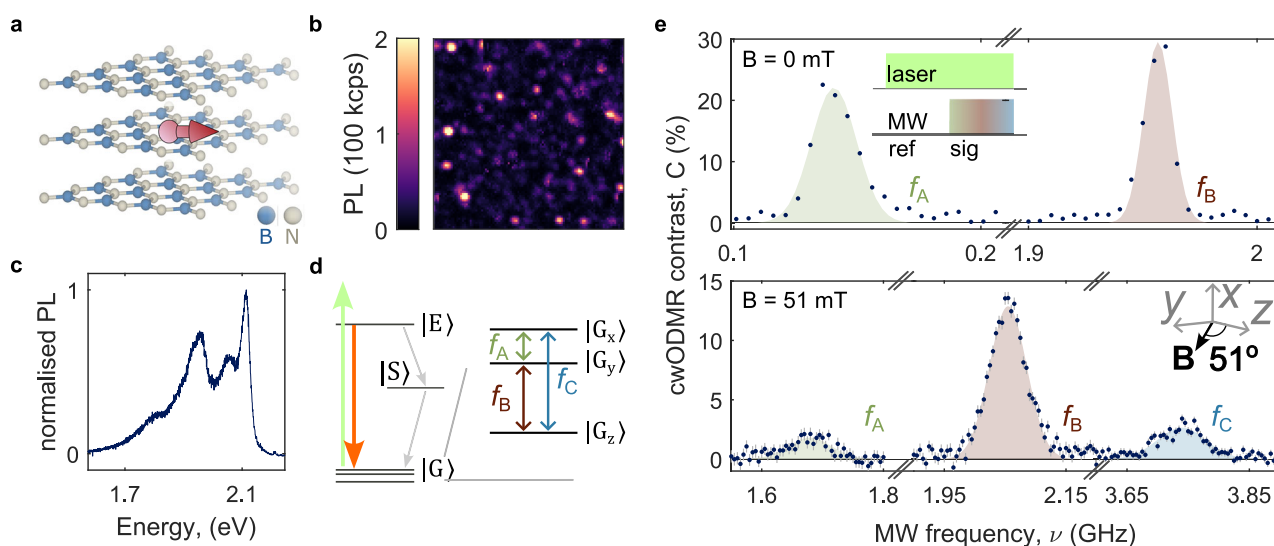 a
B N
b
PL (100 kcps)
2
1
0
c
normalised PL
1
0
1.7 2.1
Energy, (eV)
d
|E⟩
|S⟩
|G⟩
|Gx⟩
|Gy⟩
|Gz⟩
fA
fB
fC
e
cwODMR contrast, C (%)
B = 0 mT
30
20
10
0
laser
MW
ref sig
fA
fB
0.1 0.2 1.9 2
B = 51 mT
15
10
5
0
x
y z
B 51º
fA
fB
fC
1.6 1.8 1.95 2.15 3.65 3.85
MW frequency, ν (GHz)